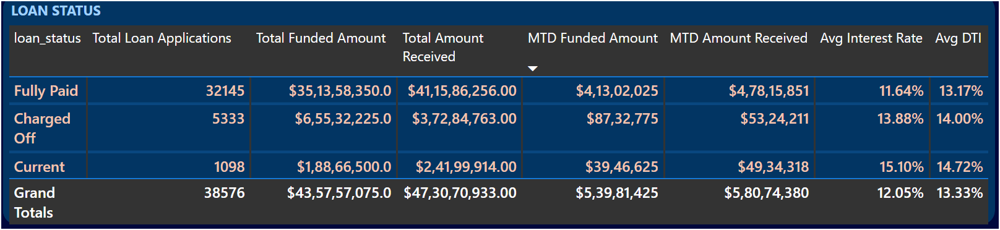 LOAN STATUS
loan_status Total Loan Applications Total Funded Amount Total Amount Received MTD Funded Amount MTD Amount Received Avg Interest Rate Avg DTI
Fully Paid 32145 $35,13,58,350.0 $41,15,86,256.00 $4,13,02,025 $4,78,15,851 11.64% 13.17%
Charged Off 5333 $6,55,32,225.0 $3,72,84,763.00 $87,32,775 $53,24,211 13.88% 14.00%
Current 1098 $1,88,66,500.0 $2,41,99,914.00 $39,46,625 $49,34,318 15.10% 14.72%
Grand Totals 38576 $43,57,57,075.0 $47,30,70,933.00 $5,39,81,425 $5,80,74,380 12.05% 13.33%